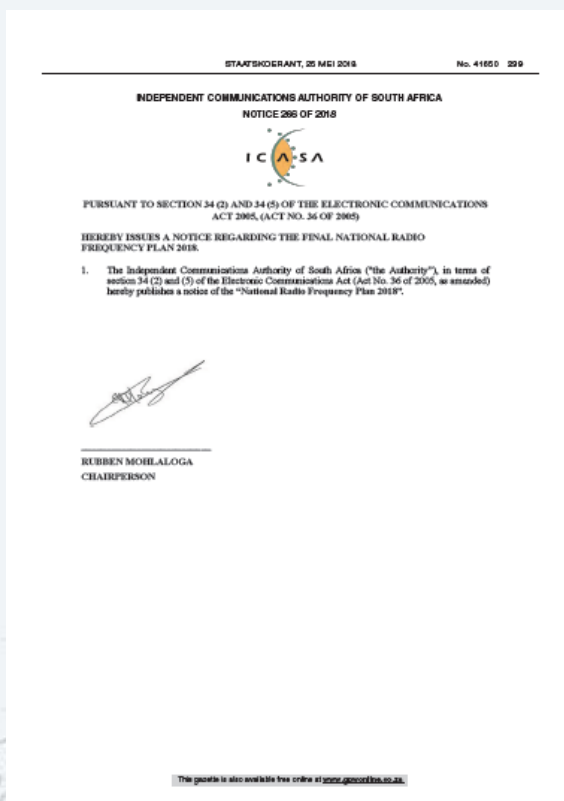 STAATSKOERANT, 25 MEI 2018 No. 41650 299
INDEPENDENT COMMUNICATIONS AUTHORITY OF SOUTH AFRICA
NOTICE 266 OF 2018
ICASA
PURSUANT TO SECTION 34 (2) AND 34 (5) OF THE ELECTRONIC COMMUNICATIONS
ACT 2005, (ACT NO. 36 OF 2005)
HEREBY ISSUES A NOTICE REGARDING THE FINAL NATIONAL RADIO
FREQUENCY PLAN 2018.
1. The Independent Communications Authority of South Africa ("the Authority"), in terms of
section 34 (2) and (5) of the Electronic Communications Act (Act No. 36 of 2005, as amended)
hereby publishes a notice of the “National Radio Frequency Plan 2018”.
RUBBEN MOHLALOGA
CHAIRPERSON
This gazette is also available free online at www.gpwonline.co.za